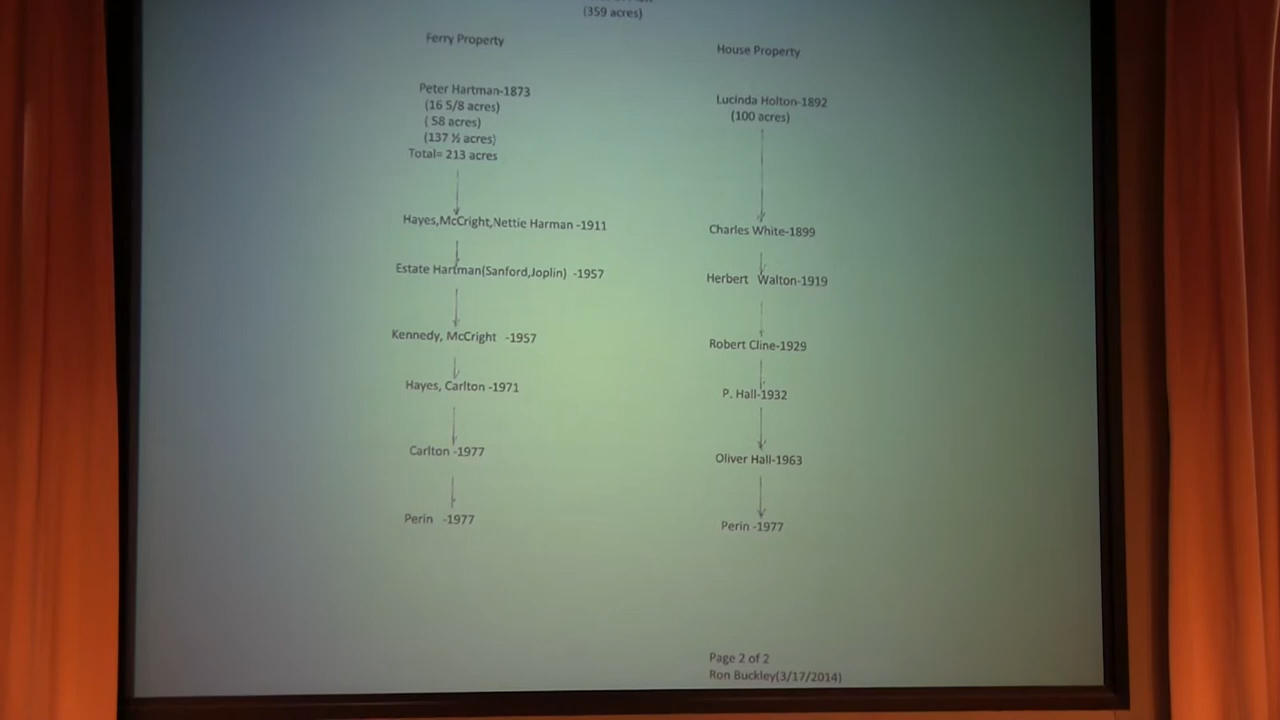 (359 acres)
Ferry Property
House Property
Peter Hartman-1873
(16 5/8 acres)
( 58 acres)
(137 ½ acres)
Total= 213 acres
Hayes,McCright,Nettie Harman -1911
Estate Hartman(Sanford,Joplin) -1957
Kennedy, McCright -1957
Hayes, Carlton -1971
Carlton -1977
Perin -1977
Lucinda Holton-1892
(100 acres)
Charles White-1899
Herbert Walton-1919
Robert Cline-1929
P. Hall-1932
Oliver Hall-1963
Perin -1977
Page 2 of 2
Ron Buckley(3/17/2014)